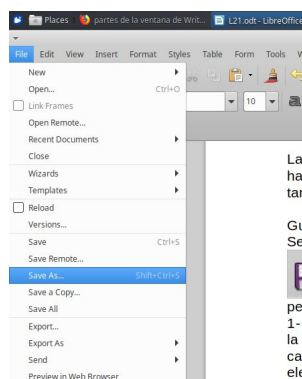 Places partes de la ventana de Writ... L21.odt - LibreOffice
File Edit View Insert Format Styles Table Form Tools W
New
Open... Ctrl+O
Link Frames
Open Remote...
Recent Documents
Close
Wizards
Templates
Reload
Versions...
Save Ctrl+S
Save Remote...
Save As... Shift+Ctrl+S
Save a Copy...
Save All
Export...
Export As
Send
Preview in Web Browser
10
La
ha
tar
Gu
Se
pe
1-
la
ca
ele